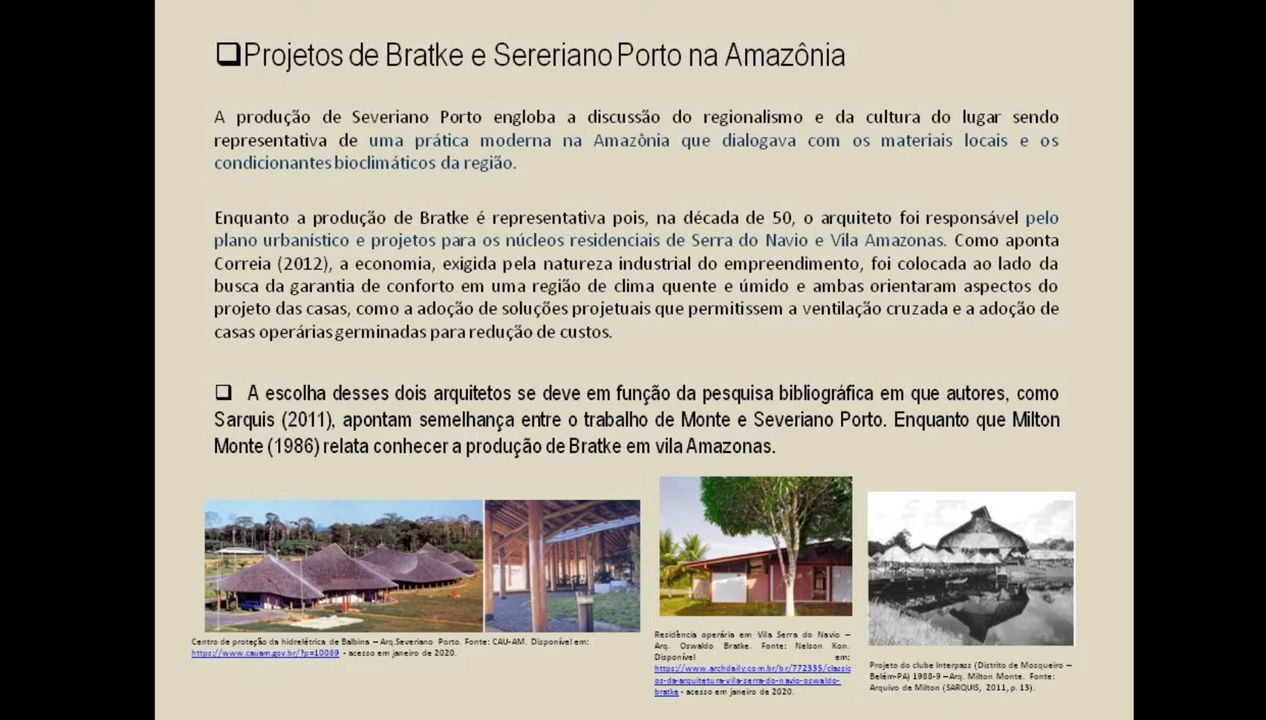 ❑Projetos de Bratke e Sereriano Porto na Amazônia
A produção de Severiano Porto engloba a discussão do regionalismo e da cultura do lugar sendo
representativa de uma prática moderna na Amazônia que dialogava com os materiais locais e os
condicionantes bioclimáticos da região.
Enquanto a produção de Bratke é representativa pois, na década de 50, o arquiteto foi responsável pelo
plano urbanístico e projetos para os núcleos residenciais de Serra do Navio e Vila Amazonas. Como aponta
Correia (2012), a economia, exigida pela natureza industrial do empreendimento, foi colocada ao lado da
busca da garantia de conforto em uma região de clima quente e úmido e ambas orientaram aspectos do
projeto das casas, como a adoção de soluções projetuais que permitissem a ventilação cruzada e a adoção de
casas operárias germinadas para redução de custos.
❑ A escolha desses dois arquitetos se deve em função da pesquisa bibliográfica em que autores, como
Sarquis (2011), apontam semelhança entre o trabalho de Monte e Severiano Porto. Enquanto que Milton
Monte (1986) relata conhecer a produção de Bratke em vila Amazonas.
Centro de proteção da hidrelétrica de Balbina – Arq.Severiano Porto. Fonte: CAU-AM. Disponível em:
https://www.cauam.gov.br/?p=10089 - acesso em janeiro de 2020.
Residência operária em Vila Serra do Navio –
Arq. Oswaldo Bratke. Fonte: Nelson Kon.
Disponível em:
https://www.archdaily.com.br/br/772335/classic
os-da-arquitetura-vila-serra-do-navio-oswaldo-
bratke - acesso em janeiro de 2020.
Projeto do clube Interpass (Distrito de Mosqueiro –
Belém-PA) 1988-9 – Arq. Milton Monte. Fonte:
Arquivo de Milton (SARQUIS, 2011, p. 13).